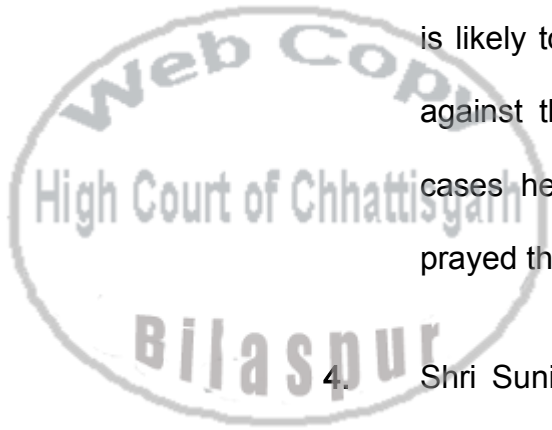 Web Copy
High Court of Chhattisgarh
Bilaspur
is likely to
against th
cases he
prayed th
4. Shri Suni